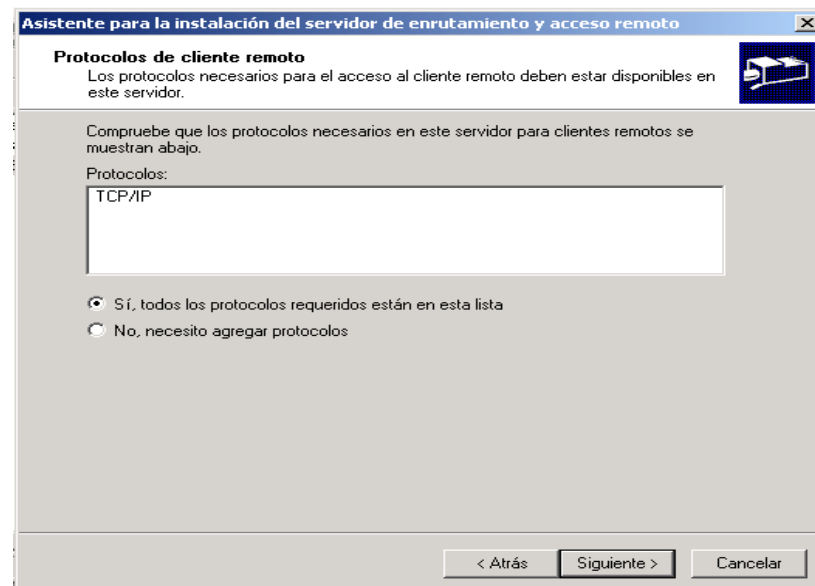 Asistente para la instalación del servidor de enrutamiento y acceso remoto
Protocolos de cliente remoto
Los protocolos necesarios para el acceso al cliente remoto deben estar disponibles en
este servidor.
Compruebe que los protocolos necesarios en este servidor para clientes remotos se
muestran abajo.
Protocolos:
TCP/IP
Sí, todos los protocolos requeridos están en esta lista
No, necesito agregar protocolos
< Atrás Siguiente > Cancelar